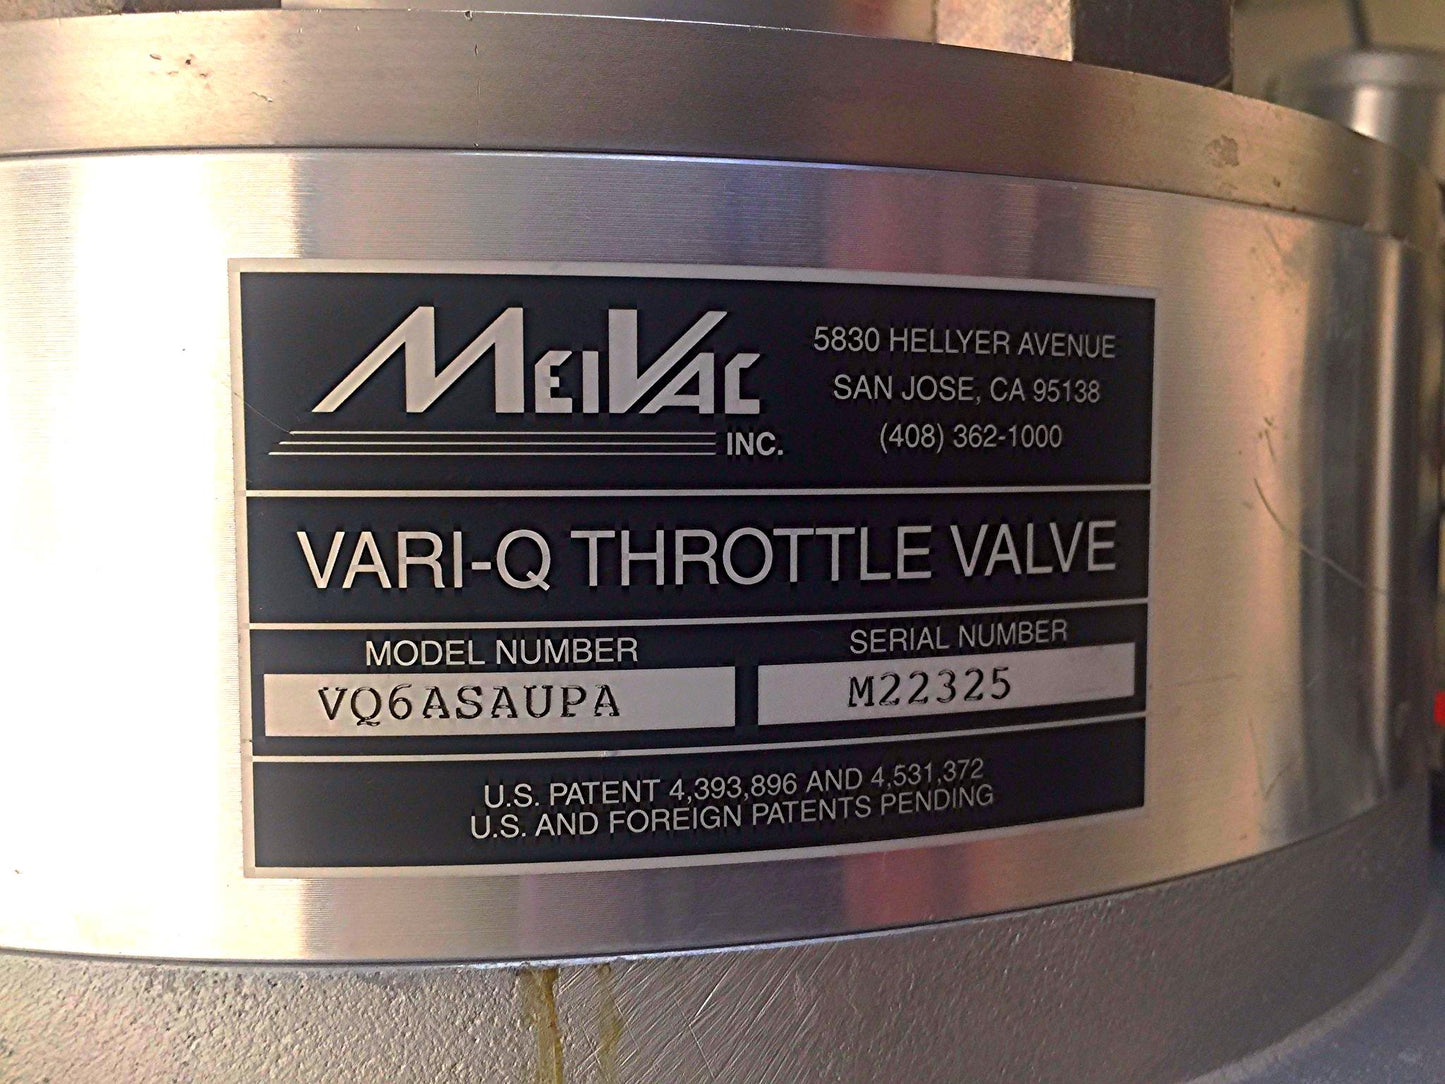 MEIVAC
INC.
5830 HELLYER AVENUE
SAN JOSE, CA 95138
(408) 362-1000
VARI-Q THROTTLE VALVE
MODEL NUMBER
VQ6ASAUPA
SERIAL NUMBER
M22325
U.S. PATENT 4,393,896 AND 4,531,372
U.S. AND FOREIGN PATENTS PENDING